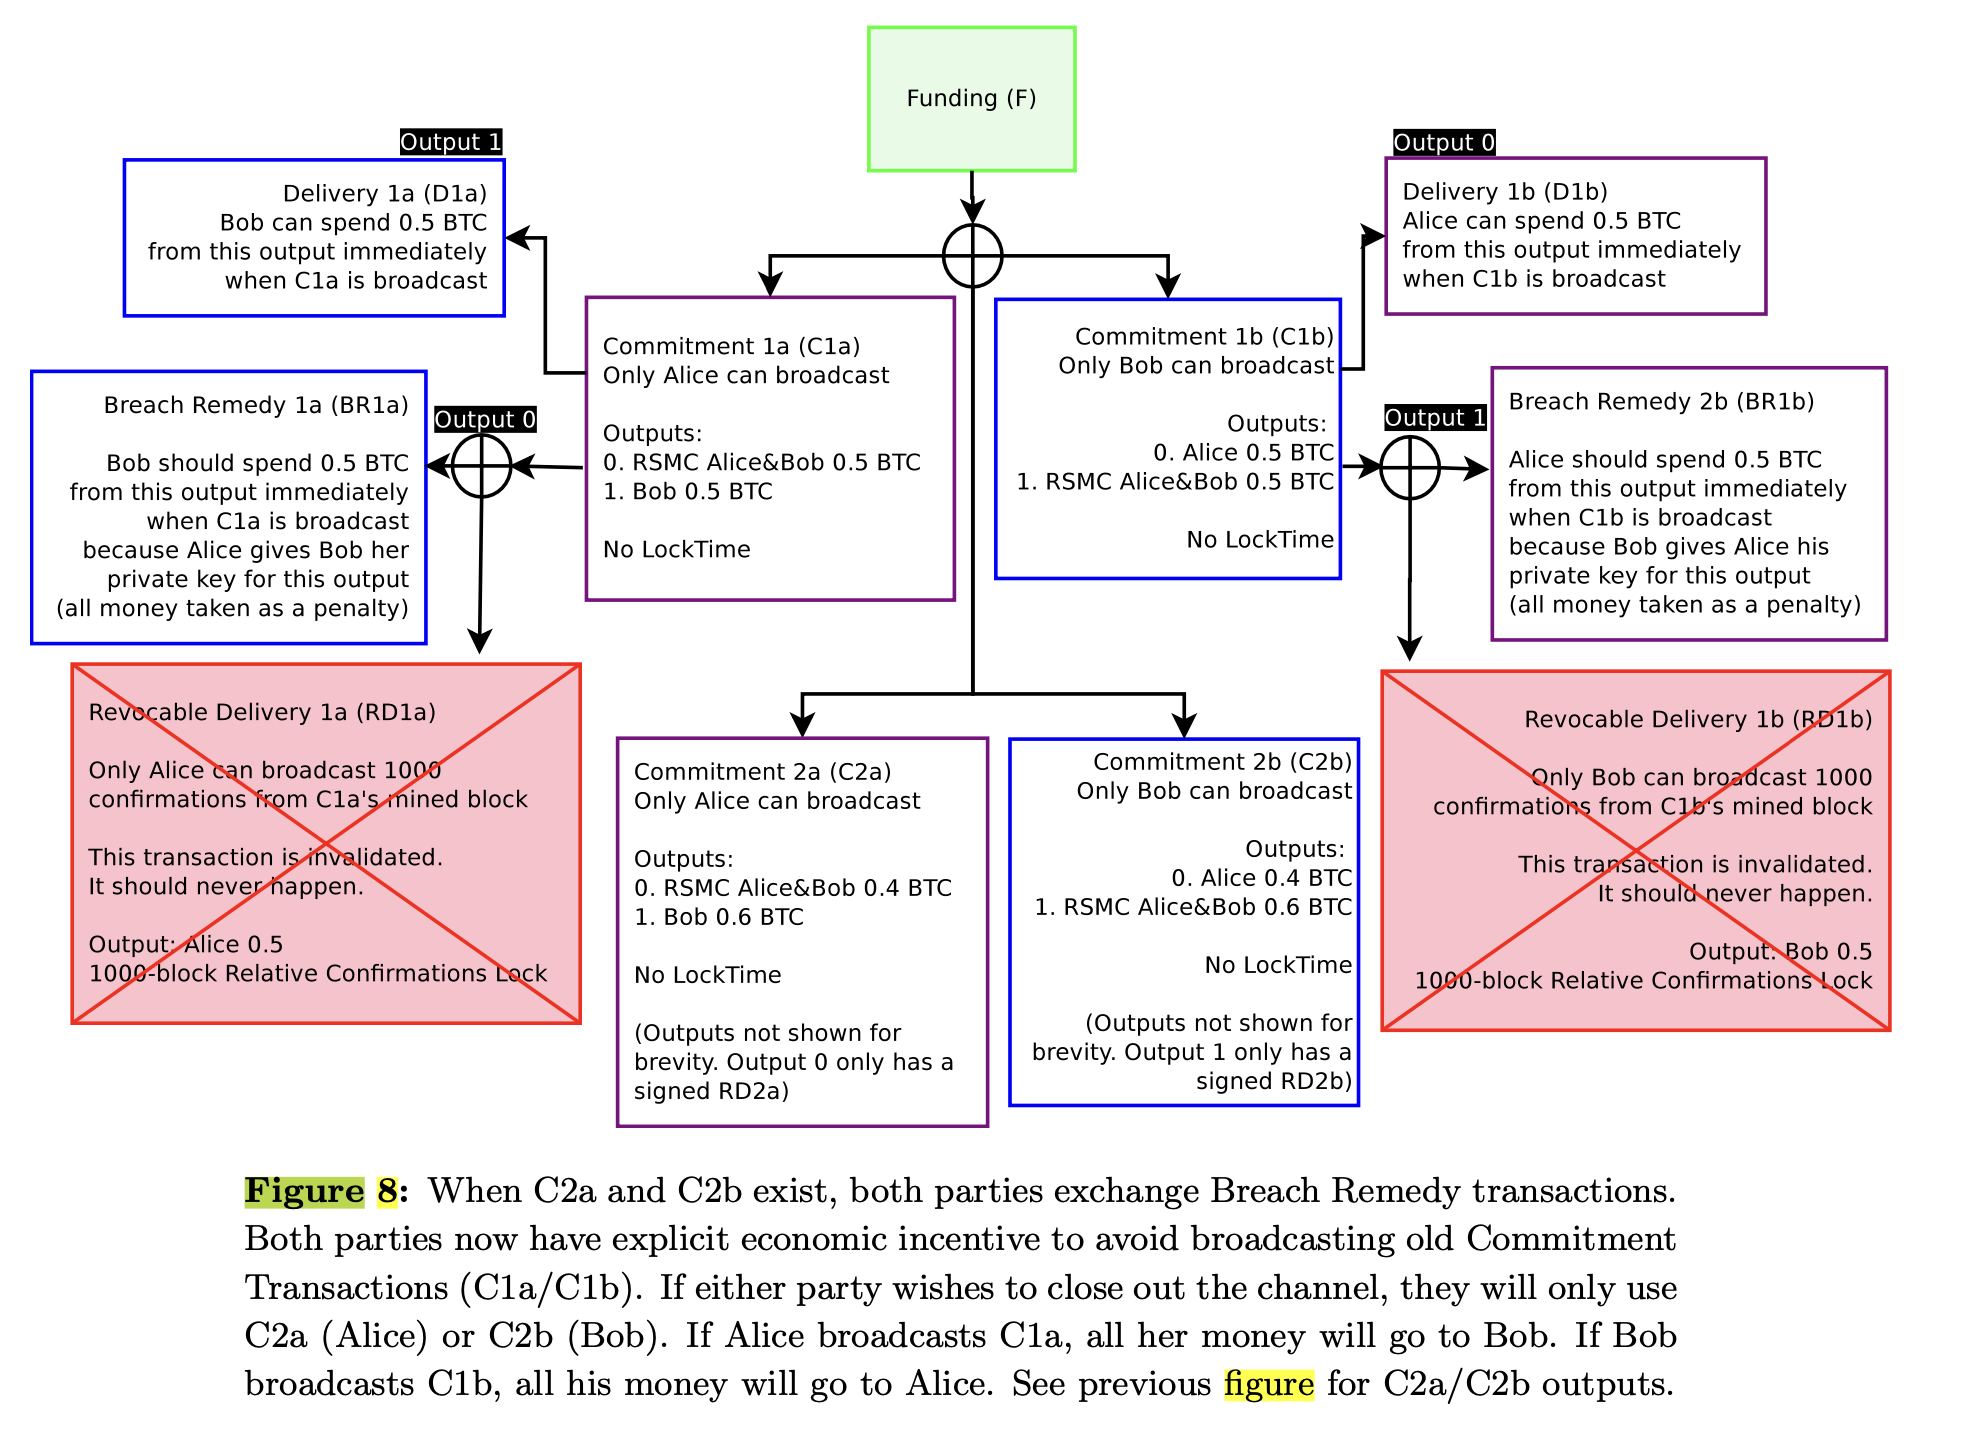 Funding (F)
Output 1
Delivery 1a (D1a)
Bob can spend 0.5 BTC
from this output immediately
when C1a is broadcast
Output 0
Delivery 1b (D1b)
Alice can spend 0.5 BTC
from this output immediately
when C1b is broadcast
Commitment 1a (C1a)
Only Alice can broadcast
Outputs:
0. RSMC Alice&Bob 0.5 BTC
1. Bob 0.5 BTC
No LockTime
Commitment 1b (C1b)
Only Bob can broadcast
Outputs:
0. Alice 0.5 BTC
1. RSMC Alice&Bob 0.5 BTC
No LockTime
Breach Remedy 1a (BR1a)
Bob should spend 0.5 BTC
from this output immediately
when C1a is broadcast
because Alice gives Bob her
private key for this output
(all money taken as a penalty)
Output 0
Output 1
Breach Remedy 2b (BR1b)
Alice should spend 0.5 BTC
from this output immediately
when C1b is broadcast
because Bob gives Alice his
private key for this output
(all money taken as a penalty)
Revocable Delivery 1a (RD1a)
Only Alice can broadcast 1000
confirmations from C1a's mined block
This transaction is invalidated.
It should never happen.
Output: Alice 0.5
1000-block Relative Confirmations Lock
Commitment 2a (C2a)
Only Alice can broadcast
Outputs:
0. RSMC Alice&Bob 0.4 BTC
1. Bob 0.6 BTC
No LockTime
(Outputs not shown for
brevity. Output 0 only has a
signed RD2a)
Commitment 2b (C2b)
Only Bob can broadcast
Outputs:
0. Alice 0.4 BTC
1. RSMC Alice&Bob 0.6 BTC
No LockTime
(Outputs not shown for
brevity. Output 1 only has a
signed RD2b)
Revocable Delivery 1b (RD1b)
Only Bob can broadcast 1000
confirmations from C1b's mined block
This transaction is invalidated.
It should never happen.
Output: Bob 0.5
1000-block Relative Confirmations Lock
Figure 8: When C2a and C2b exist, both parties exchange Breach Remedy transactions.
Both parties now have explicit economic incentive to avoid broadcasting old Commitment
Transactions (C1a/C1b). If either party wishes to close out the channel, they will only use
C2a (Alice) or C2b (Bob). If Alice broadcasts C1a, all her money will go to Bob. If Bob
broadcasts C1b, all his money will go to Alice. See previous figure for C2a/C2b outputs.